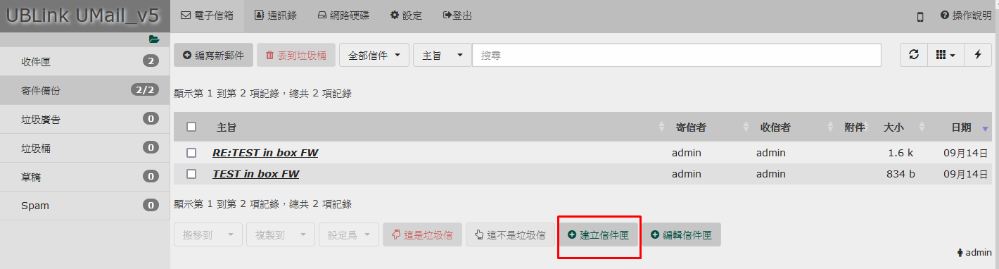 UBLink UMail_v5
電子信箱 通訊錄 網路硬碟 設定 登出 操作說明
收件匣 2
寄件備份 2/2
垃圾廣告 0
垃圾桶 0
草稿 0
Spam 0
編寫新郵件 丟到垃圾桶 全部信件 主旨 搜尋
顯示第 1 到第 2 項記錄，總共 2 項記錄
主旨 寄信者 收信者 附件 大小 日期
RE:TEST in box FW admin admin 1.6 k 09月14日
TEST in box FW admin admin 834 b 09月14日
顯示第 1 到第 2 項記錄，總共 2 項記錄
搬移到 複製到 設定為 這是垃圾信 這不是垃圾信 建立信件匣 編輯信件匣
admin